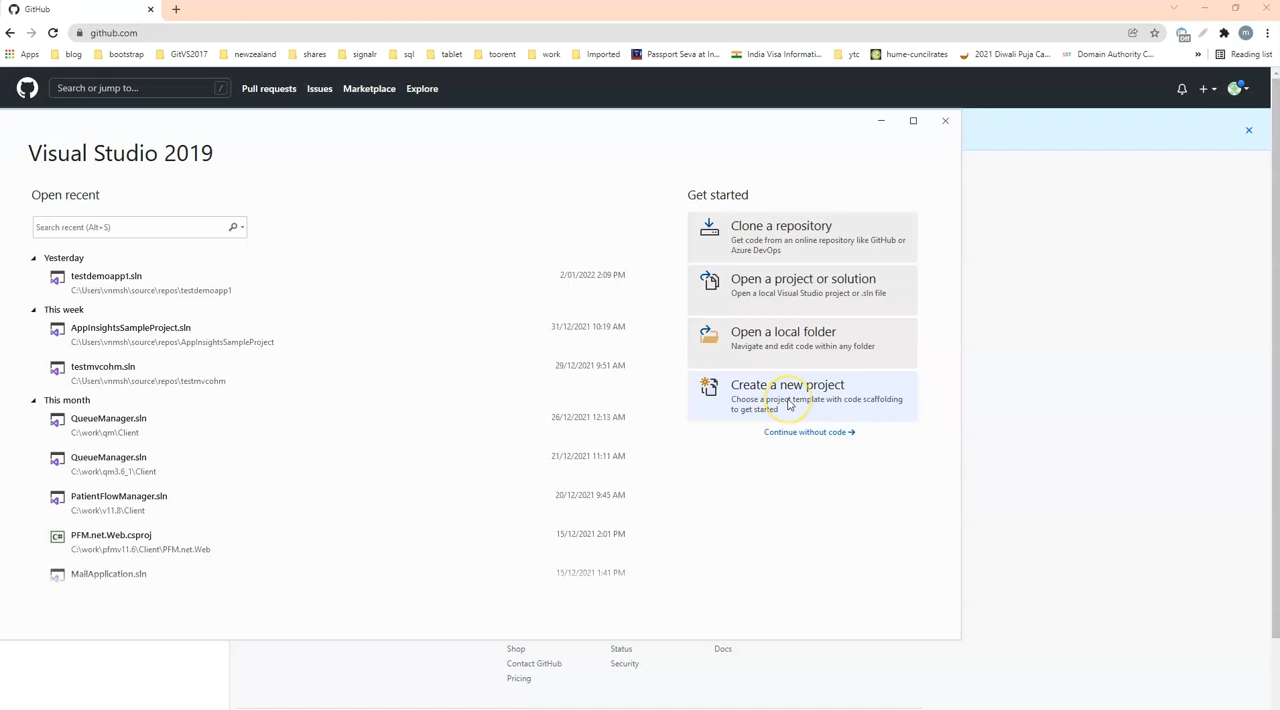 GitHub
github.com
Apps
blog
bootstrap
GitVS2017
newzealand
shares
signalr
sql
tablet
toorent
work
Imported
Passport Seva at In...
India Visa Informati...
ytc
hume-cuncilrates
2021 Diwali Puja Ca...
Domain Authority C...
»
Reading list
Search or jump to...
/
Pull requests
Issues
Marketplace
Explore
Visual Studio 2019
Open recent
Search recent (Alt+S)
Yesterday
testdemoapp1.sln
2/01/2022 2:09 PM
C:\Users\vnmsh\source\repos\testdemoapp1
This week
AppInsightsSampleProject.sln
31/12/2021 10:19 AM
C:\Users\vnmsh\source\repos\AppInsightsSampleProject
testmvcohm.sln
29/12/2021 9:51 AM
C:\Users\vnmsh\source\repos\testmvcohm
This month
QueueManager.sln
26/12/2021 12:13 AM
C:\work\qm\Client
QueueManager.sln
21/12/2021 11:11 AM
C:\work\qm3.6_1\Client
PatientFlowManager.sln
20/12/2021 9:45 AM
C:\work\v11.8\Client
PFM.net.Web.csproj
15/12/2021 2:01 PM
C:\work\pfmv11.6\Client\PFM.net.Web
MailApplication.sln
15/12/2021 1:41 PM
Get started
Clone a repository
Get code from an online repository like GitHub or
Azure DevOps
Open a project or solution
Open a local Visual Studio project or .sln file
Open a local folder
Navigate and edit code within any folder
Create a new project
Choose a project template with code scaffolding
to get started
Continue without code →
Shop
Status
Docs
Contact GitHub
Security
Pricing